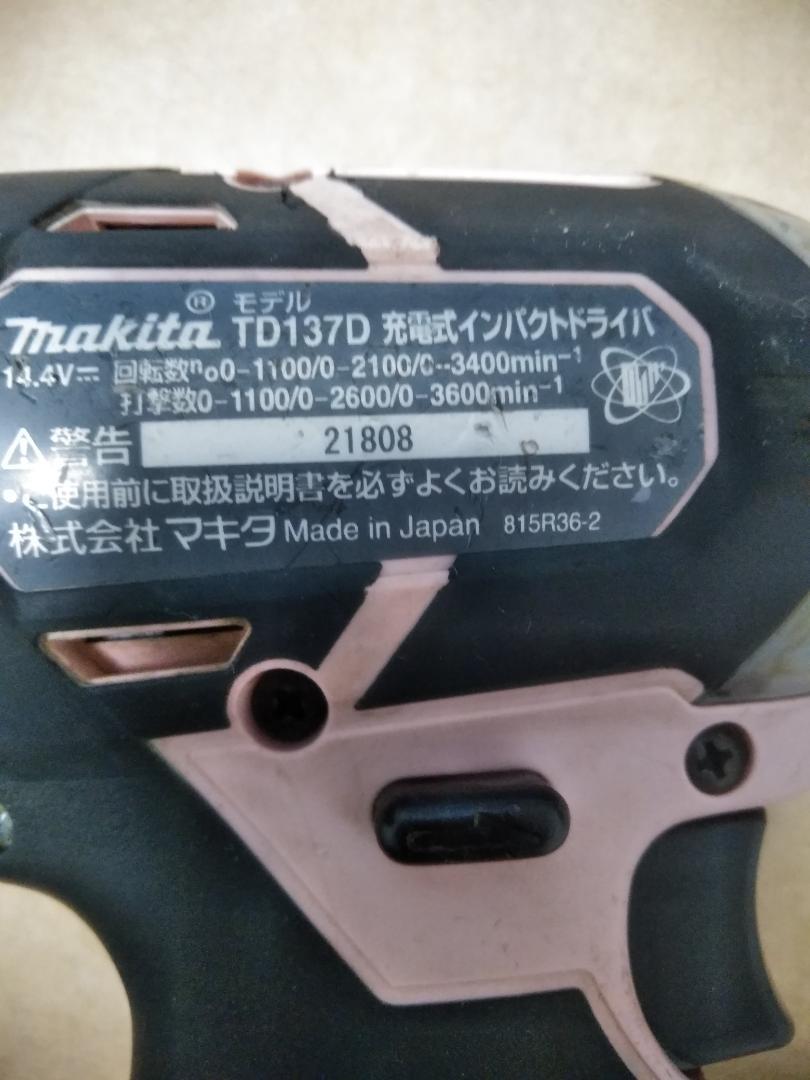 makita® モデル TD137D 充電式インパクトドライバ
14.4V⎓ 回転数n₀0-1100/0-2100/0-3400min⁻¹
打撃数0-1100/0-2600/0-3600min⁻¹
⚠警告 21808
•ご使用前に取扱説明書を必ずよくお読みください。
株式会社マキタ Made in Japan 815R36-2